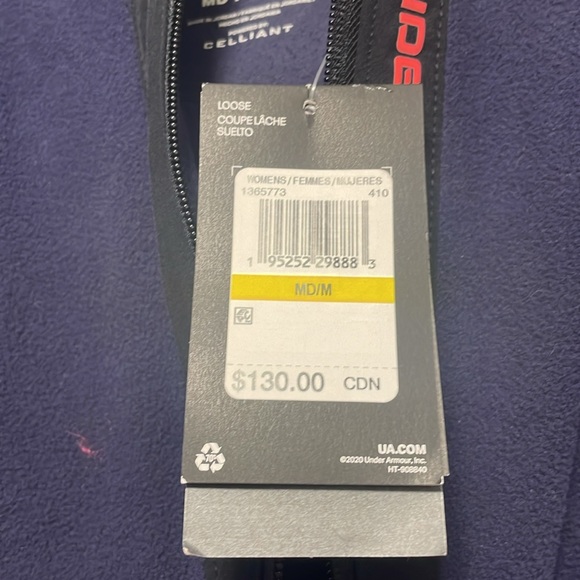 CELLIANT
LOOSE
COUPE LÂCHE
SUELTO
WOMENS/FEMMES/MUJERES
1365773 410
1 95252 29888 3
MD/M
$130.00 CDN
UA.COM
©2020 Under Armour, Inc.
HT-908840